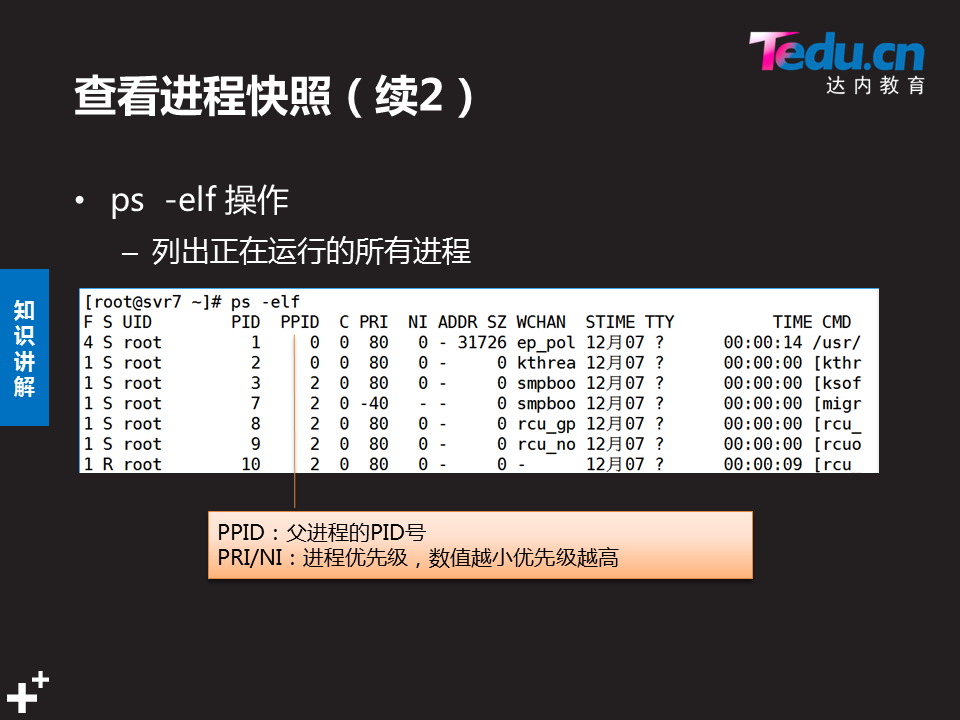 Tedu.cn
达内教育
查看进程快照（续2）
• ps -elf 操作
– 列出正在运行的所有进程
知识讲解
[root@svr7 ~]# ps -elf
F S UID        PID  PPID  C PRI  NI ADDR SZ WCHAN  STIME TTY          TIME CMD
4 S root         1     0  0  80   0 - 31726 ep_pol 12月07 ?      00:00:14 /usr/
1 S root         2     0  0  80   0 -     0 kthrea 12月07 ?      00:00:00 [kthr
1 S root         3     2  0  80   0 -     0 smpboo 12月07 ?      00:00:00 [ksof
1 S root         7     2  0 -40   - -     0 smpboo 12月07 ?      00:00:00 [migr
1 S root         8     2  0  80   0 -     0 rcu_gp 12月07 ?      00:00:00 [rcu_
1 S root         9     2  0  80   0 -     0 rcu_no 12月07 ?      00:00:00 [rcuo
1 R root        10     2  0  80   0 -     0 -      12月07 ?      00:00:09 [rcu_
PPID：父进程的PID号
PRI/NI：进程优先级，数值越小优先级越高